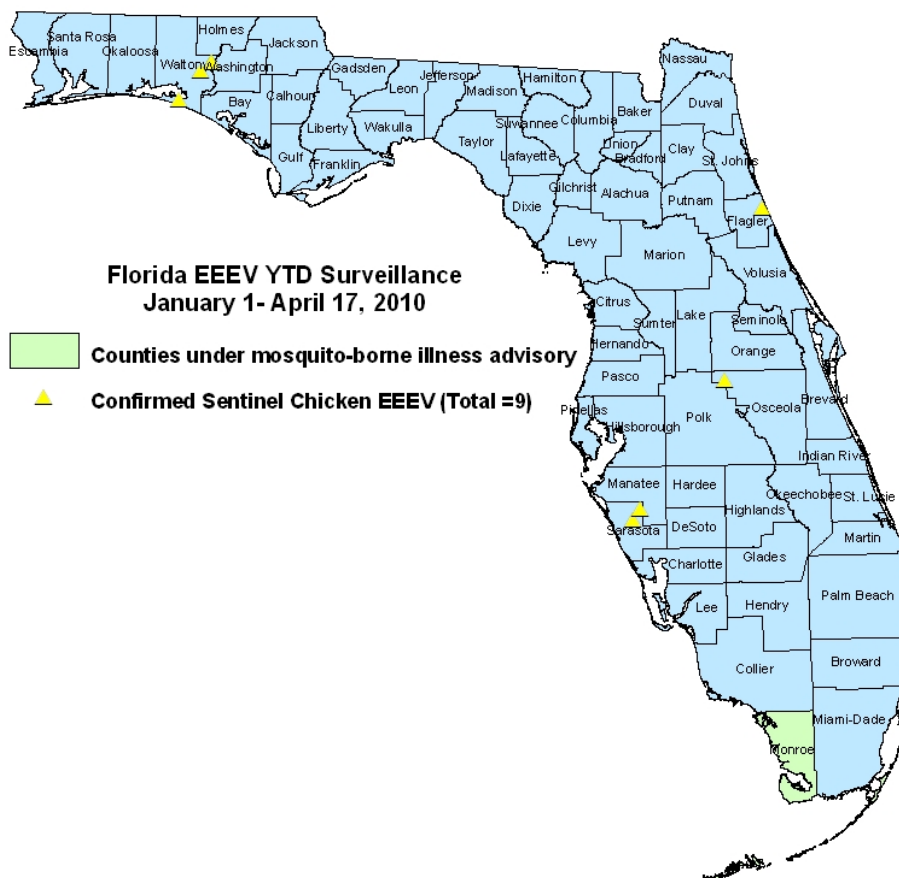 Holmes
Jackson
Santa Rosa
Escambia
Okaloosa
Walton
Washington
Nassau
Gadsden
Jefferson
Hamilton
Leon
Madison
Bay
Calhoun
Baker
Duval
Suwannee
Columbia
Liberty
Wakulla
Union
Clay
Taylor
Lafayette
Bradford
St. Johns
Gulf
Franklin
Gilchrist
Alachua
Putnam
Dixie
Flagler
Levy
Marion
Volusia
Florida EEEV YTD Surveillance
January 1- April 17, 2010
Citrus
Sumter
Lake
Seminole
Hernando
Orange
Counties under mosquito-borne illness advisory
Pasco
Confirmed Sentinel Chicken EEEV (Total =9)
Pinellas
Hillsborough
Polk
Osceola
Brevard
Indian River
Manatee
Hardee
Okeechobee
St. Lucie
Highlands
Sarasota
DeSoto
Martin
Charlotte
Glades
Lee
Hendry
Palm Beach
Collier
Broward
Miami-Dade
Monroe